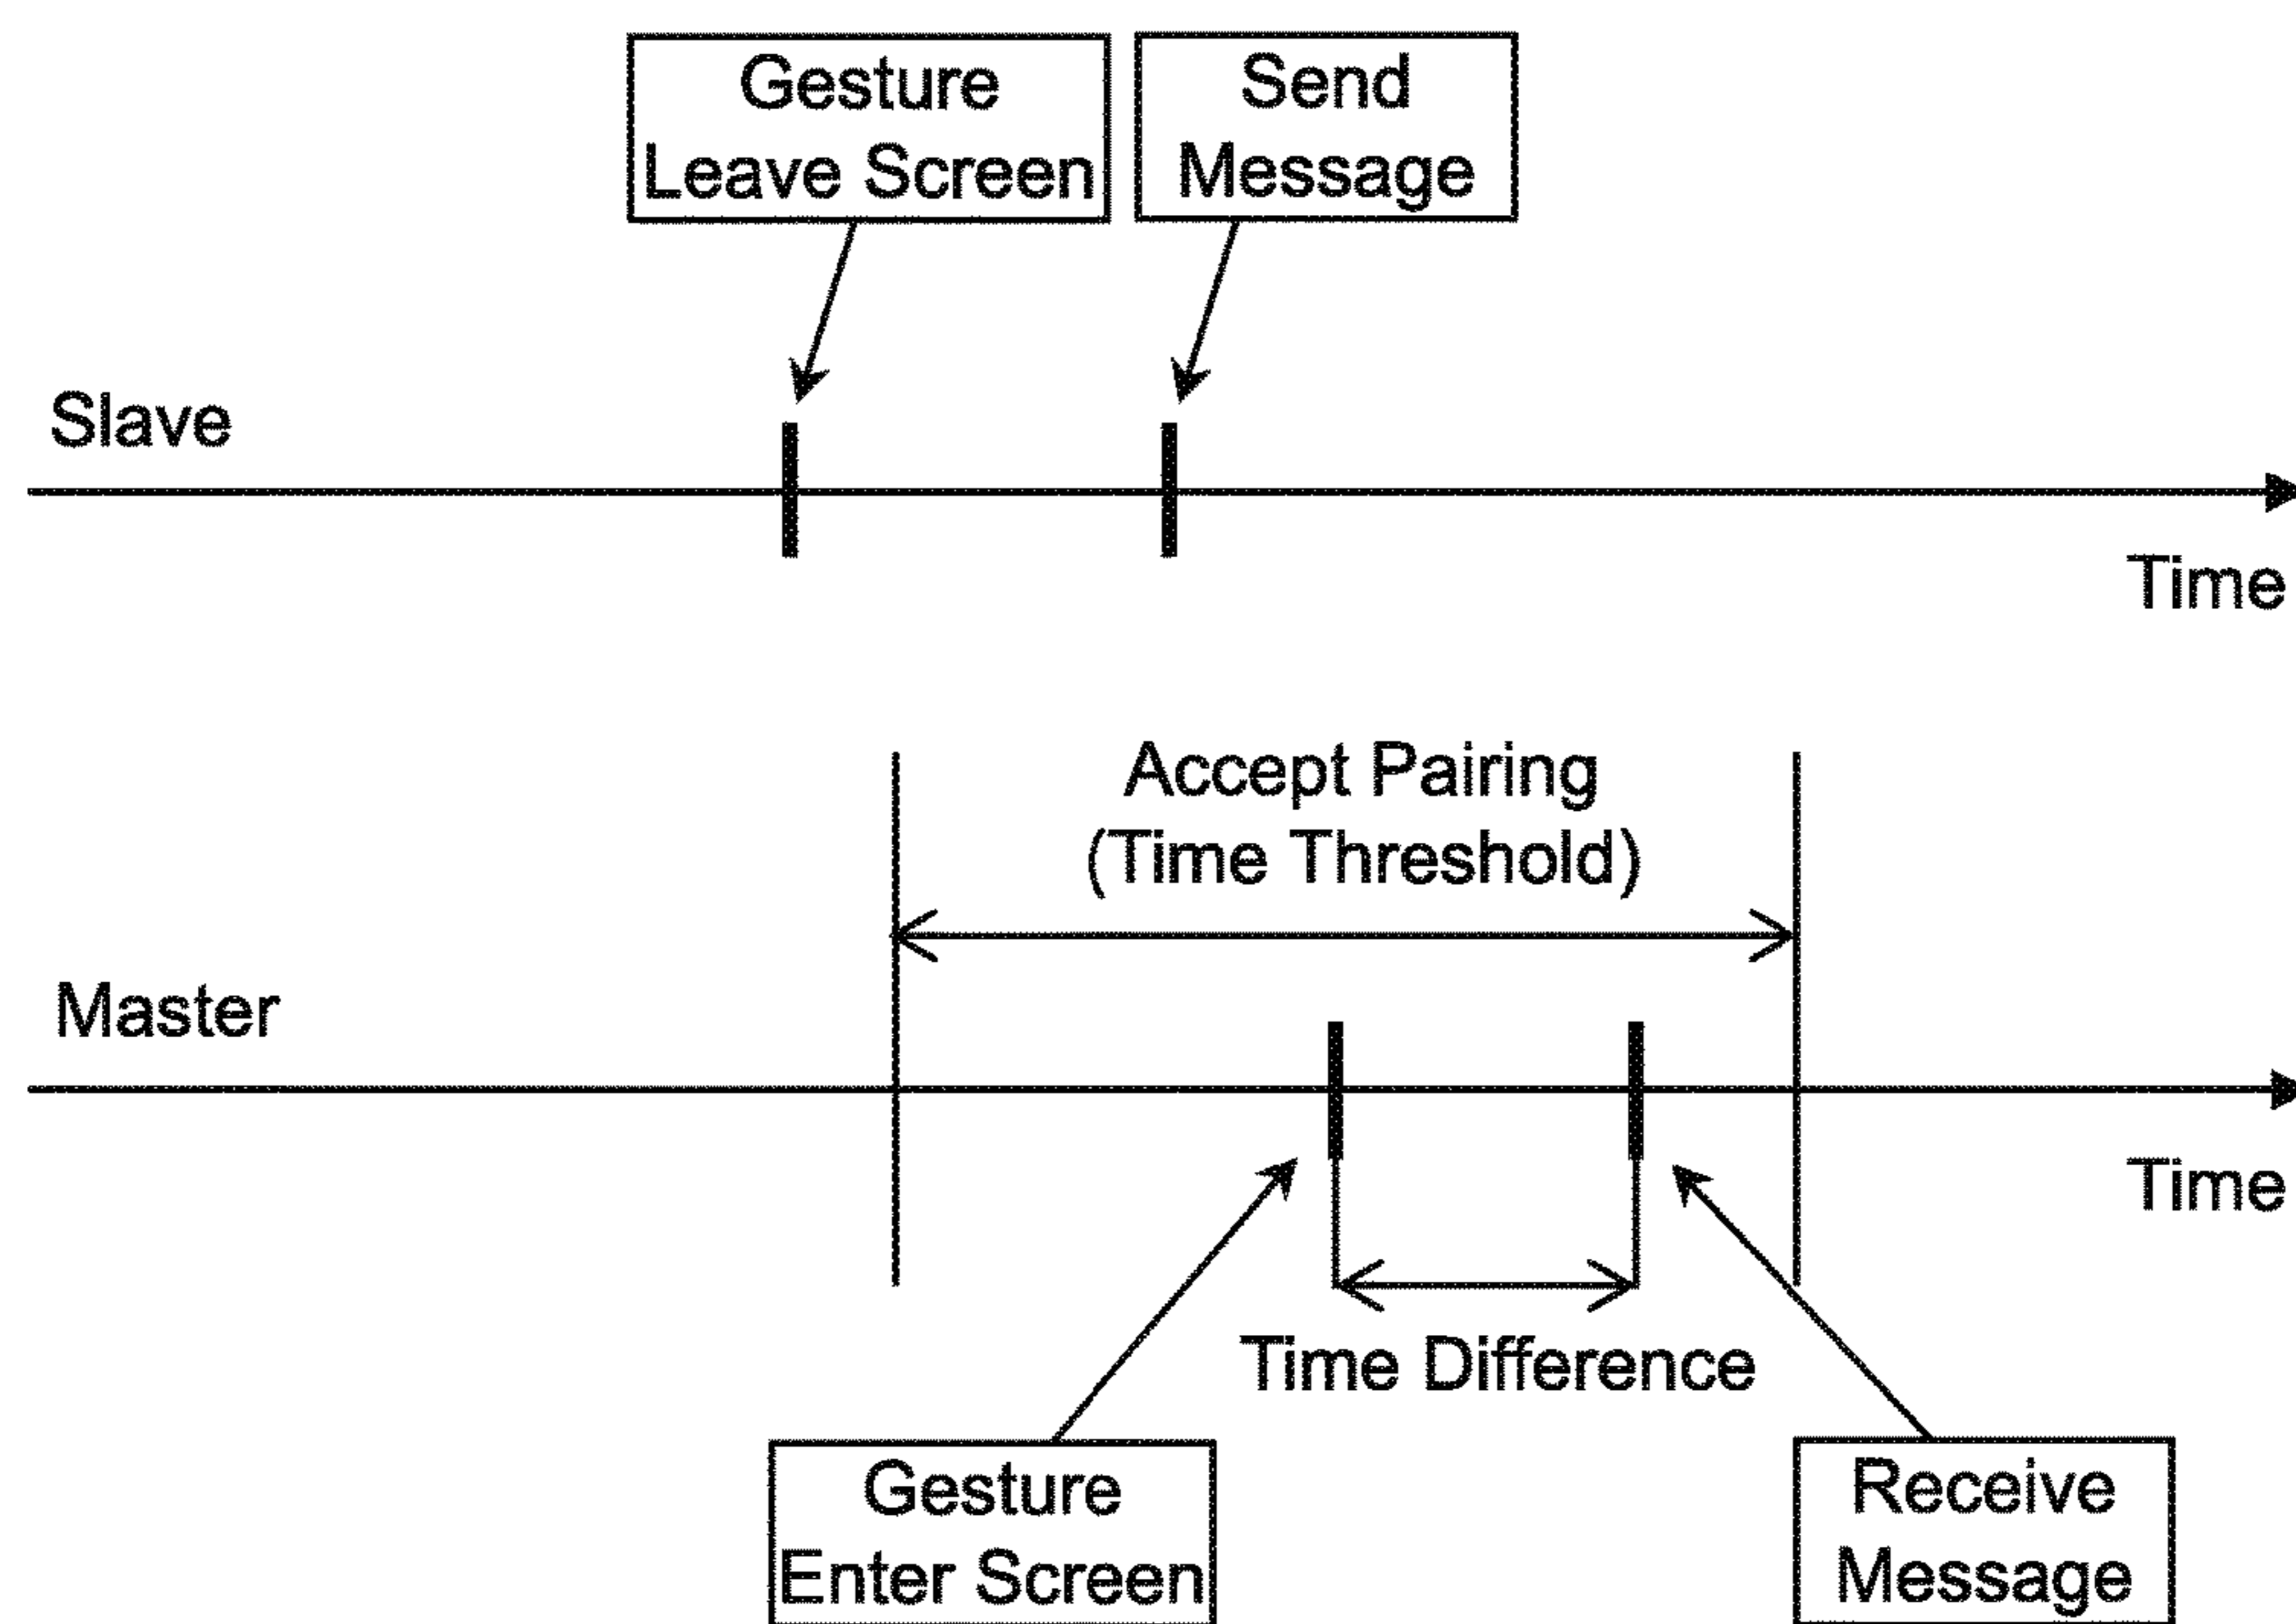 Gesture
Leave Screen
Send
Message
Slave
Time
Accept Pairing
(Time Threshold)
Master
Time
Time Difference
Gesture
Enter Screen
Receive
Message